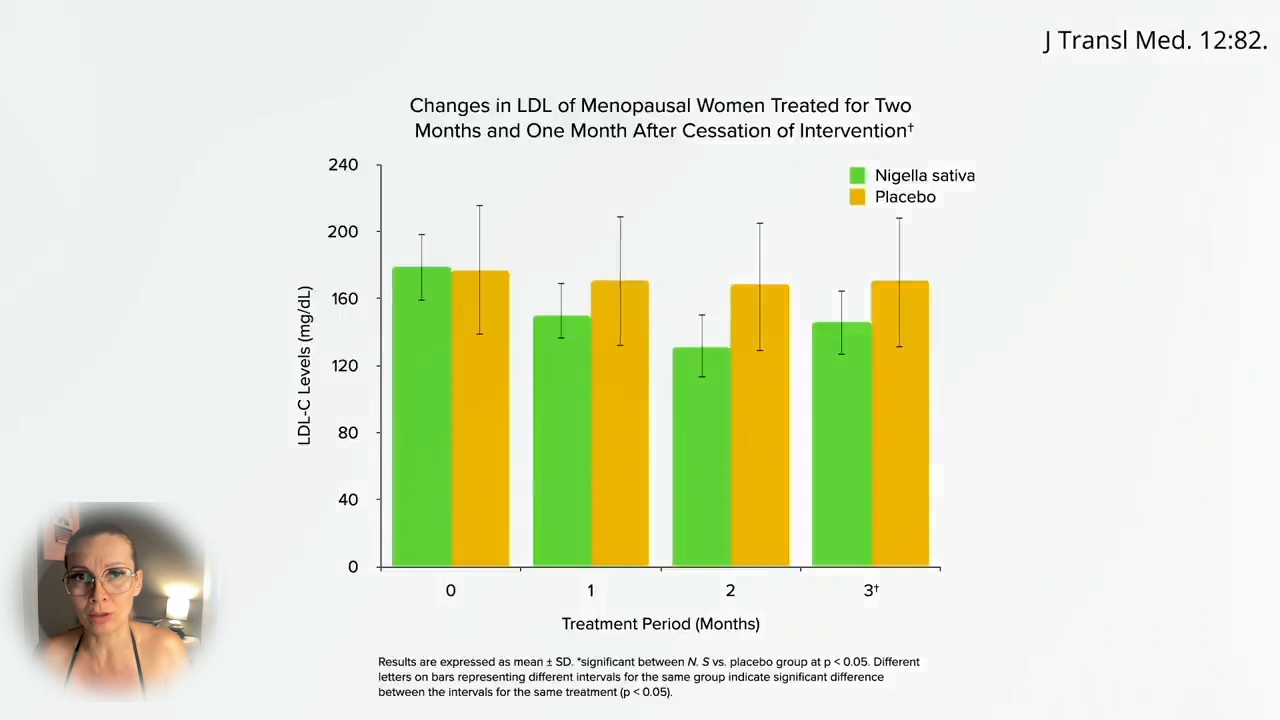 J Transl Med. 12:82.
Changes in LDL of Menopausal Women Treated for Two
Months and One Month After Cessation of Intervention†
240
200
160
120
80
40
0
LDL-C Levels (mg/dL)
Nigella sativa
Placebo
0 1 2 3†
Treatment Period (Months)
Results are expressed as mean ± SD. *significant between N. S vs. placebo group at p < 0.05. Different
letters on bars representing different intervals for the same group indicate significant difference
between the intervals for the same treatment (p < 0.05).